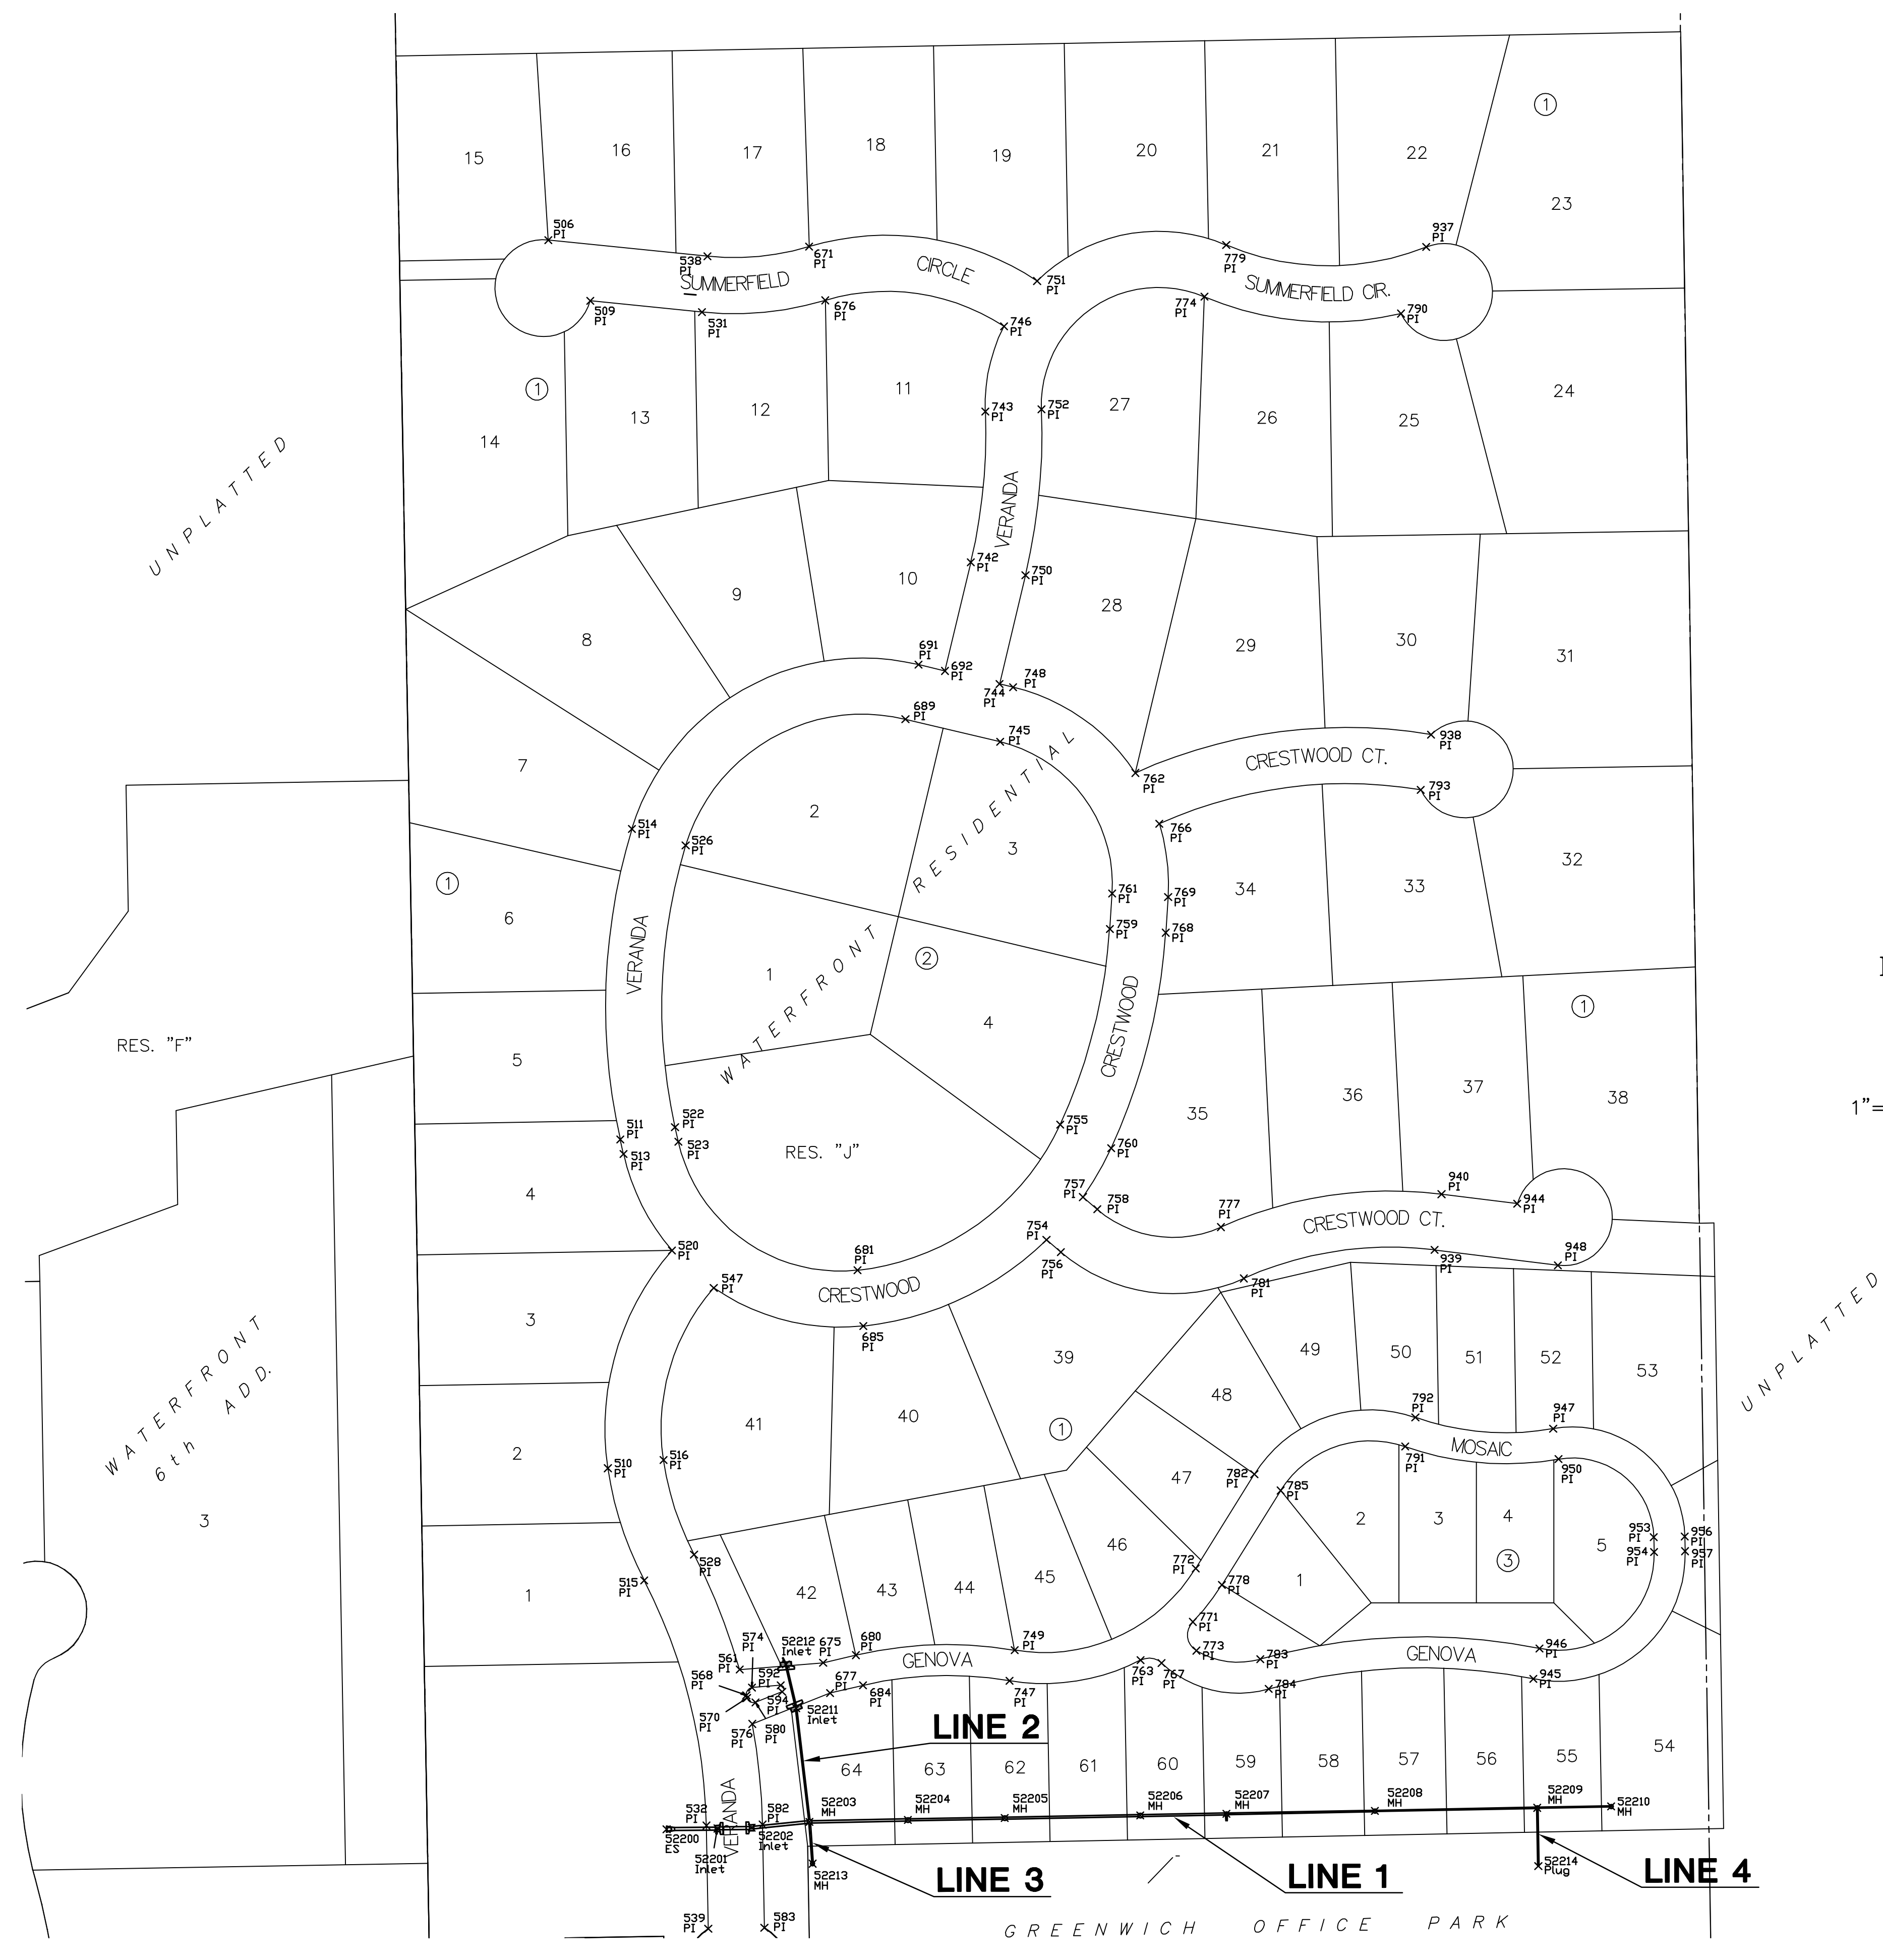 15
16
17
18
19
20
21
22
①
23
506
PI
538
PI
671
PI
SUMMERFIELD
CIRCLE
751
PI
779
PI
SUMMERFIELD CIR.
937
PI
509
PI
531
PI
676
PI
746
PI
774
PI
790
PI
UNPLATTED
①
14
13
12
11
743
PI
752
PI
27
26
25
24
VERANDA
742
PI
750
PI
8
9
10
28
29
30
31
691
PI
692
PI
744
PI
748
PI
689
PI
745
PI
7
762
PI
CRESTWOOD CT.
938
PI
793
PI
514
PI
526
PI
2
3
766
PI
RESIDENTIAL
①
6
VERANDA
761
PI
769
PI
759
PI
768
PI
34
33
32
WATERFRONT
②
1
4
CRESTWOOD
①
RES. "F"
5
35
36
37
38
1"=
511
PI
513
PI
522
PI
523
PI
755
PI
760
PI
RES. "J"
4
757
PI
758
PI
777
PI
940
PI
944
PI
CRESTWOOD CT.
520
PI
547
PI
681
PI
754
PI
756
PI
781
PI
939
PI
948
PI
CRESTWOOD
685
PI
3
WATERFRONT
6th ADD.
3
UNPLATTED
39
40
41
①
48
49
50
51
52
53
792
PI
947
PI
MOSAIC
2
510
PI
516
PI
47
782
PI
785
PI
791
PI
950
PI
2
3
4
5
③
953
PI
954
PI
956
PI
957
PI
1
515
PI
528
PI
42
43
44
45
46
772
PI
778
PI
1
771
PI
773
PI
574
PI
52212
Inlet
675
PI
680
PI
749
PI
GENOVA
GENOVA
946
PI
561
PI
568
PI
592
PI
677
PI
684
PI
747
PI
763
PI
767
PI
783
PI
784
PI
945
PI
570
PI
594
PI
52211
Inlet
576
PI
580
PI
LINE 2
64
63
62
61
60
59
58
57
56
55
54
VERANDA
532
PI
582
PI
52203
MH
52204
MH
52205
MH
52206
MH
52207
MH
52208
MH
52209
MH
52210
MH
52200
ES
52201
Inlet
52202
Inlet
52213
MH
52214
Plug
LINE 3
LINE 1
LINE 4
539
PI
583
PI
GREENWICH OFFICE PARK